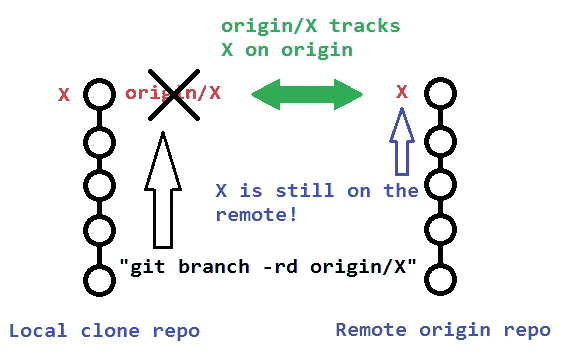 origin/X tracks
X on origin
X origin/X X
X is still on the
remote!
"git branch -rd origin/X"
Local clone repo Remote origin repo